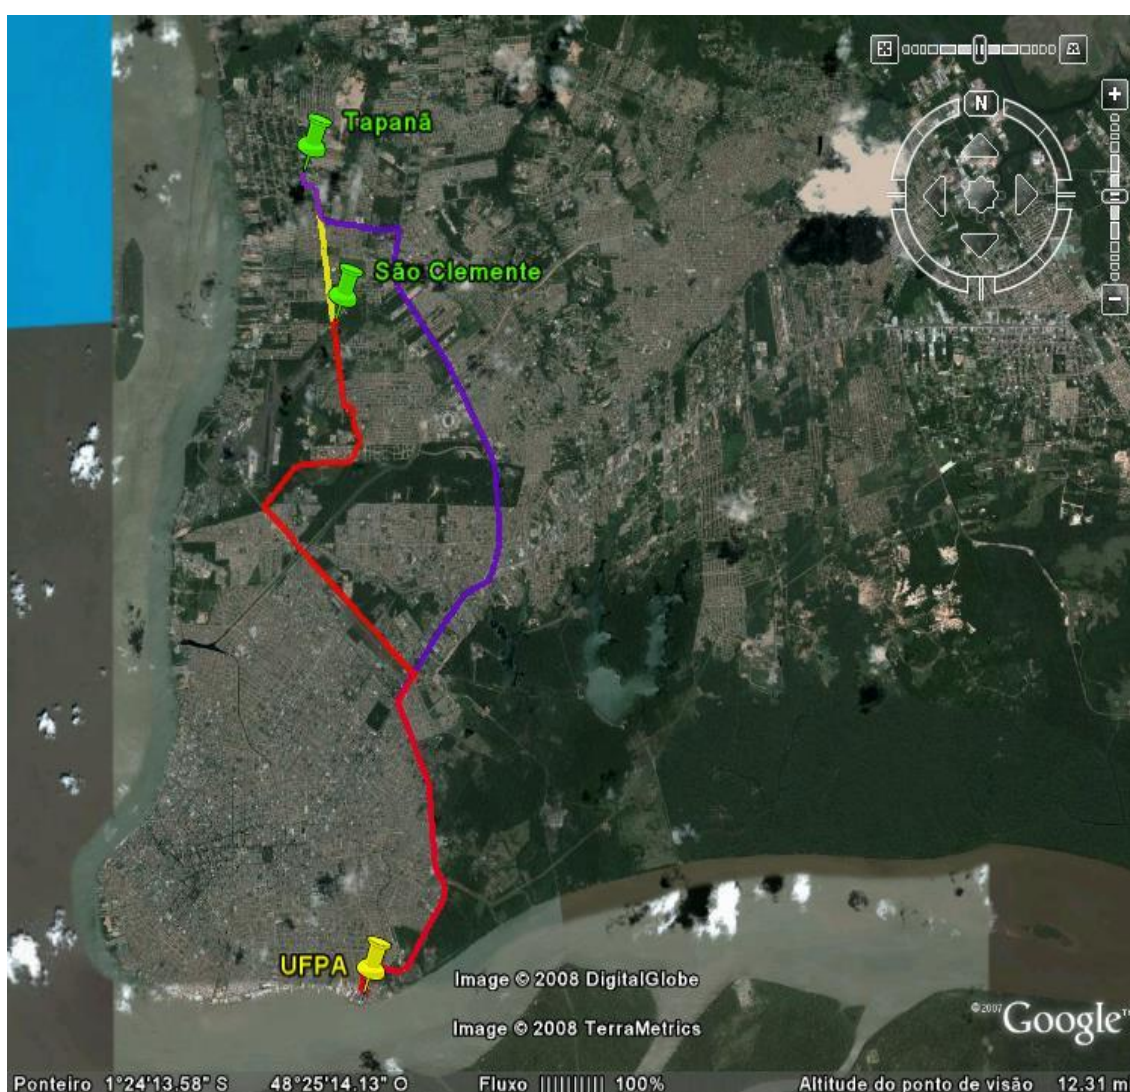 N
Tapanã
São Clemente
UFPA
Image © 2008 DigitalGlobe
Image © 2008 TerraMetrics
©2007 Google™
Ponteiro 1°24'13.58" S 48°25'14.13" O Fluxo |||||||||| 100% Altitude do ponto de visão 12.31 m